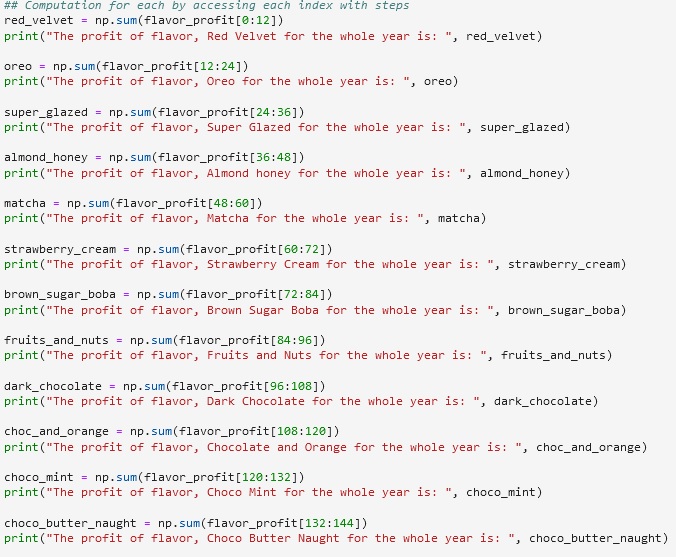 ## Computation for each by accessing each index with steps
red_velvet = np.sum(flavor_profit[0:12])
print("The profit of flavor, Red Velvet for the whole year is: ", red_velvet)
oreo = np.sum(flavor_profit[12:24])
print("The profit of flavor, Oreo for the whole year is: ", oreo)
super_glazed = np.sum(flavor_profit[24:36])
print("The profit of flavor, Super Glazed for the whole year is: ", super_glazed)
almond_honey = np.sum(flavor_profit[36:48])
print("The profit of flavor, Almond honey for the whole year is: ", almond_honey)
matcha = np.sum(flavor_profit[48:60])
print("The profit of flavor, Matcha for the whole year is: ", matcha)
strawberry_cream = np.sum(flavor_profit[60:72])
print("The profit of flavor, Strawberry Cream for the whole year is: ", strawberry_cream)
brown_sugar_boba = np.sum(flavor_profit[72:84])
print("The profit of flavor, Brown Sugar Boba for the whole year is: ", brown_sugar_boba)
fruits_and_nuts = np.sum(flavor_profit[84:96])
print("The profit of flavor, Fruits and Nuts for the whole year is: ", fruits_and_nuts)
dark_chocolate = np.sum(flavor_profit[96:108])
print("The profit of flavor, Dark Chocolate for the whole year is: ", dark_chocolate)
choc_and_orange = np.sum(flavor_profit[108:120])
print("The profit of flavor, Chocolate and Orange for the whole year is: ", choc_and_orange)
choco_mint = np.sum(flavor_profit[120:132])
print("The profit of flavor, Choco Mint for the whole year is: ", choco_mint)
choco_butter_naught = np.sum(flavor_profit[132:144])
print("The profit of flavor, Choco Butter Naught for the whole year is: ", choco_butter_naught)